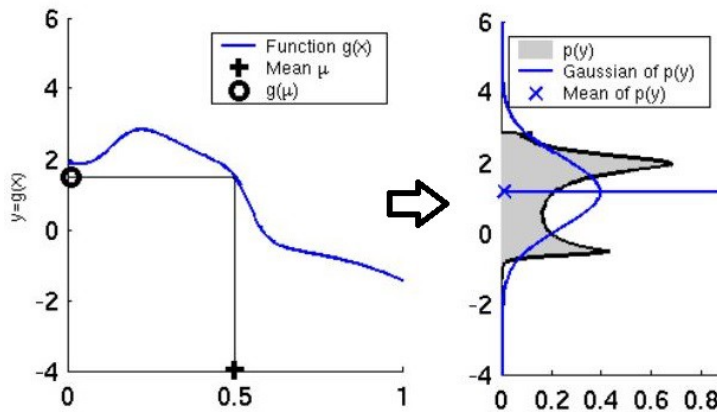 6
4
2
0
-2
-4
0
0.5
1
y=g(x)
Function g(x)
Mean μ
g(μ)
6
4
2
0
-2
-4
0
0.2
0.4
0.6
0.8
p(y)
Gaussian of p(y)
Mean of p(y)